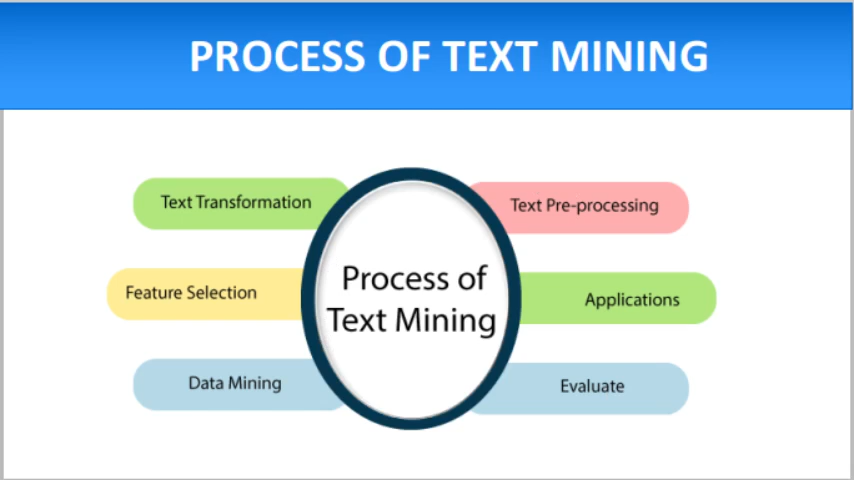 PROCESS OF TEXT MINING
Text Transformation
Text Pre-processing
Feature Selection
Process of
Text Mining
Applications
Data Mining
Evaluate